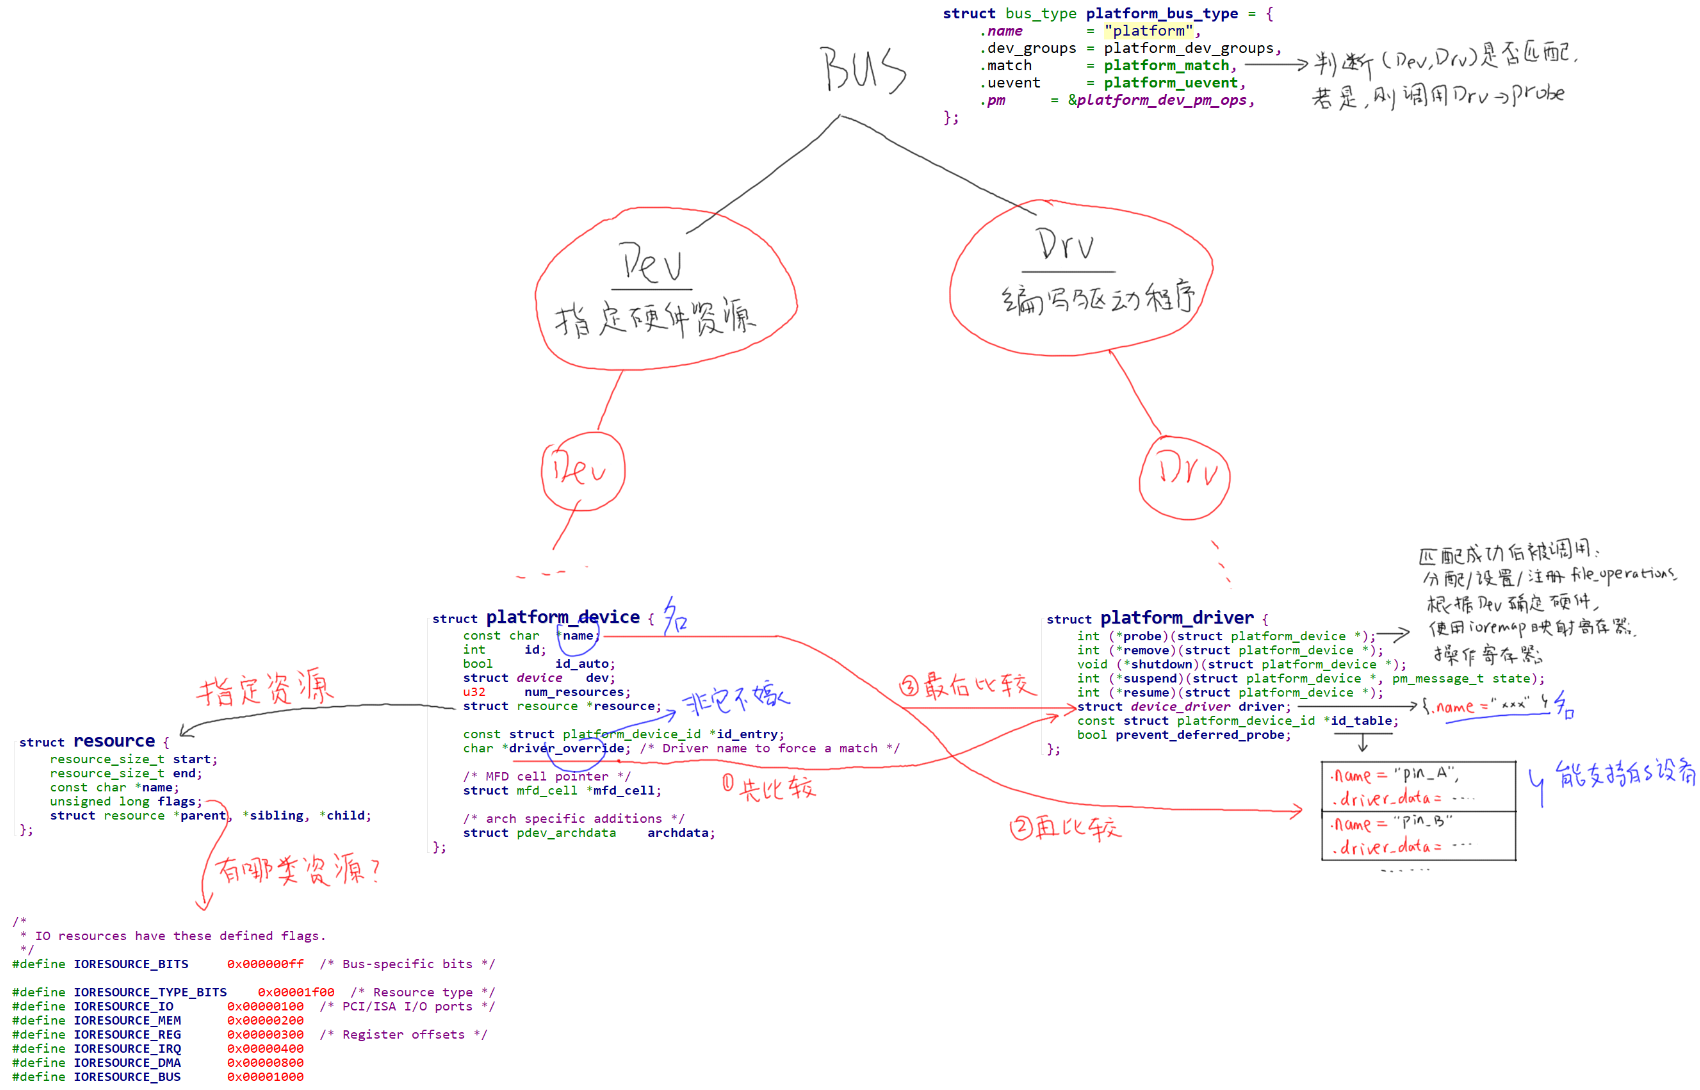 struct bus_type platform_bus_type = {
.name = "platform",
.dev_groups = platform_dev_groups,
.match = platform_match,
.uevent = platform_uevent,
.pm = &platform_dev_pm_ops,
};
判断(Dev,Drv)是否匹配,
若是,则调用Drv→probe
BUS
Dev
指定硬件资源
Drv
编写驱动程序
Dev
Drv
匹配成功后被调用:
分配/设置/注册 file_operations,
根据Dev确定硬件,
使用ioremap映射寄存器,
操作寄存器;
struct platform_device {
const char *name;
int id;
bool id_auto;
struct device dev;
u32 num_resources;
struct resource *resource;
const struct platform_device_id *id_entry;
char *driver_override; /* Driver name to force a match */
/* MFD cell pointer */
struct mfd_cell *mfd_cell;
/* arch specific additions */
struct pdev_archdata archdata;
};
名
非它不嫁
①先比较
②再比较
③最后比较
struct platform_driver {
int (*probe)(struct platform_device *);
int (*remove)(struct platform_device *);
void (*shutdown)(struct platform_device *);
int (*suspend)(struct platform_device *, pm_message_t state);
int (*resume)(struct platform_device *);
struct device_driver driver;
const struct platform_device_id *id_table;
bool prevent_deferred_probe;
};
{.name = "xxx"} 名
.name = "pin_A",
.driver_data= ....
.name = "pin_B"
.driver_data= ...
......
能支持的设备
指定资源
struct resource {
resource_size_t start;
resource_size_t end;
const char *name;
unsigned long flags;
struct resource *parent, *sibling, *child;
};
有哪类资源?
/*
* IO resources have these defined flags.
*/
#define IORESOURCE_BITS 0x000000ff /* Bus-specific bits */
#define IORESOURCE_TYPE_BITS 0x00001f00 /* Resource type */
#define IORESOURCE_IO 0x00000100 /* PCI/ISA I/O ports */
#define IORESOURCE_MEM 0x00000200
#define IORESOURCE_REG 0x00000300 /* Register offsets */
#define IORESOURCE_IRQ 0x00000400
#define IORESOURCE_DMA 0x00000800
#define IORESOURCE_BUS 0x00001000